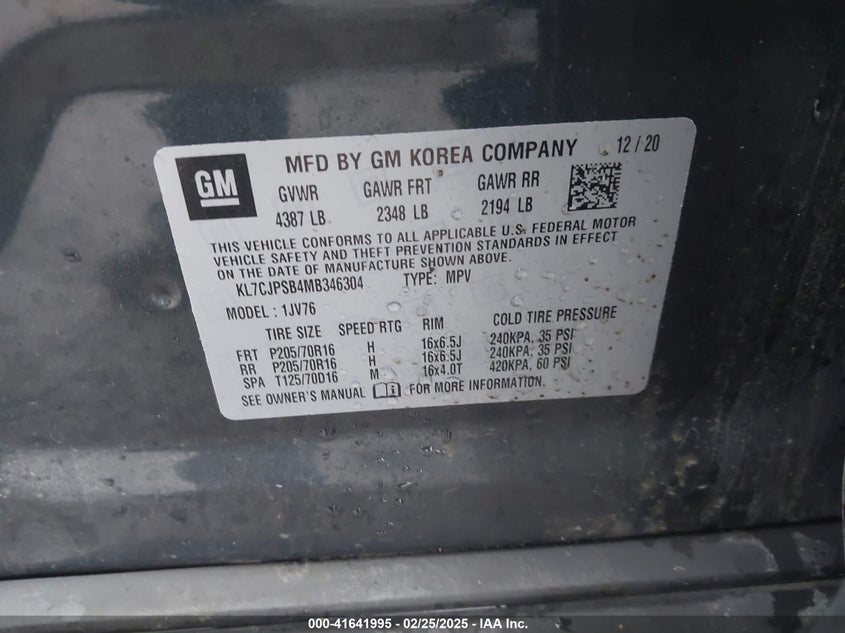 GM
MFD BY GM KOREA COMPANY 12 / 20
GVWR GAWR FRT GAWR RR
4387 LB 2348 LB 2194 LB
THIS VEHICLE CONFORMS TO ALL APPLICABLE U.S. FEDERAL MOTOR
VEHICLE SAFETY AND THEFT PREVENTION STANDARDS IN EFFECT
ON THE DATE OF MANUFACTURE SHOWN ABOVE.
KL7CJPSB4MB346304 TYPE: MPV
MODEL : 1JV76
TIRE SIZE SPEED RTG RIM COLD TIRE PRESSURE
FRT P205/70R16 H 16x6.5J 240KPA, 35 PSI
RR P205/70R16 H 16x6.5J 240KPA, 35 PSI
SPA T125/70D16 M 16x4.0T 420KPA, 60 PSI
SEE OWNER'S MANUAL FOR MORE INFORMATION.
000-41641995 / 02/25/2025 / IAA Inc.